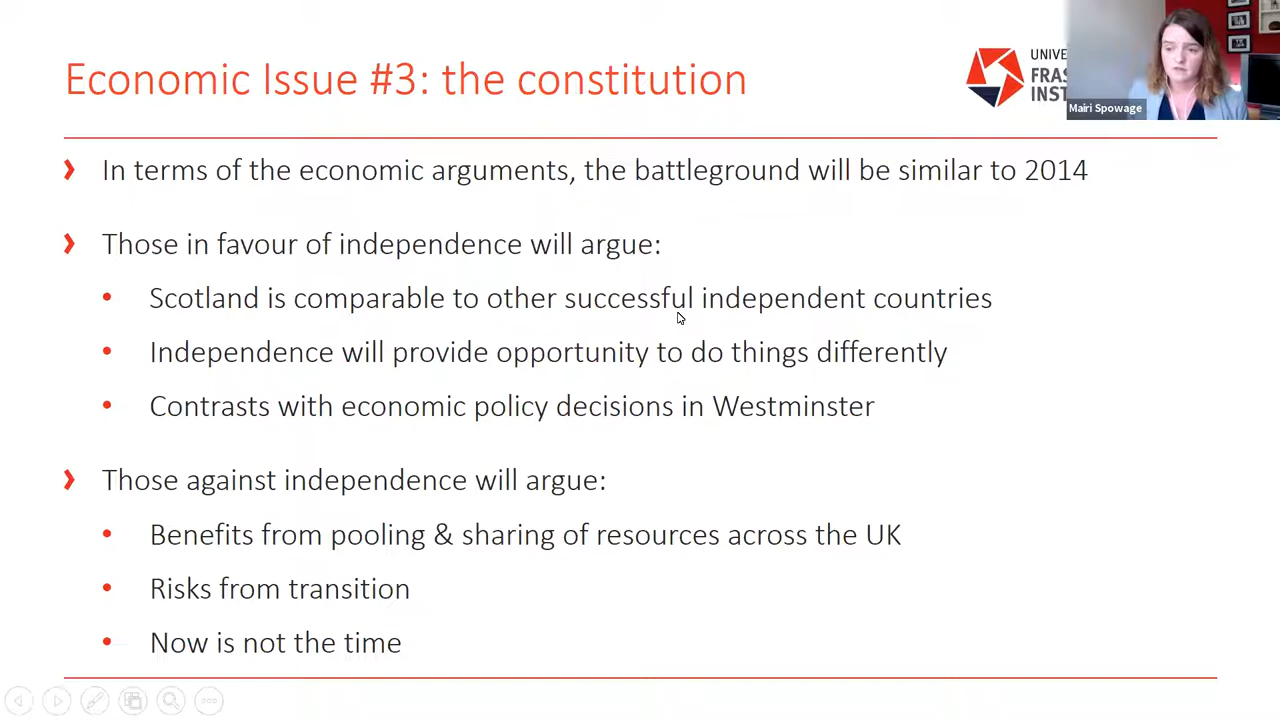 Economic Issue #3: the constitution
UNIVE
FRAS
INST
Mairi Spowage
In terms of the economic arguments, the battleground will be similar to 2014
Those in favour of independence will argue:
Scotland is comparable to other successful independent countries
Independence will provide opportunity to do things differently
Contrasts with economic policy decisions in Westminster
Those against independence will argue:
Benefits from pooling & sharing of resources across the UK
Risks from transition
Now is not the time